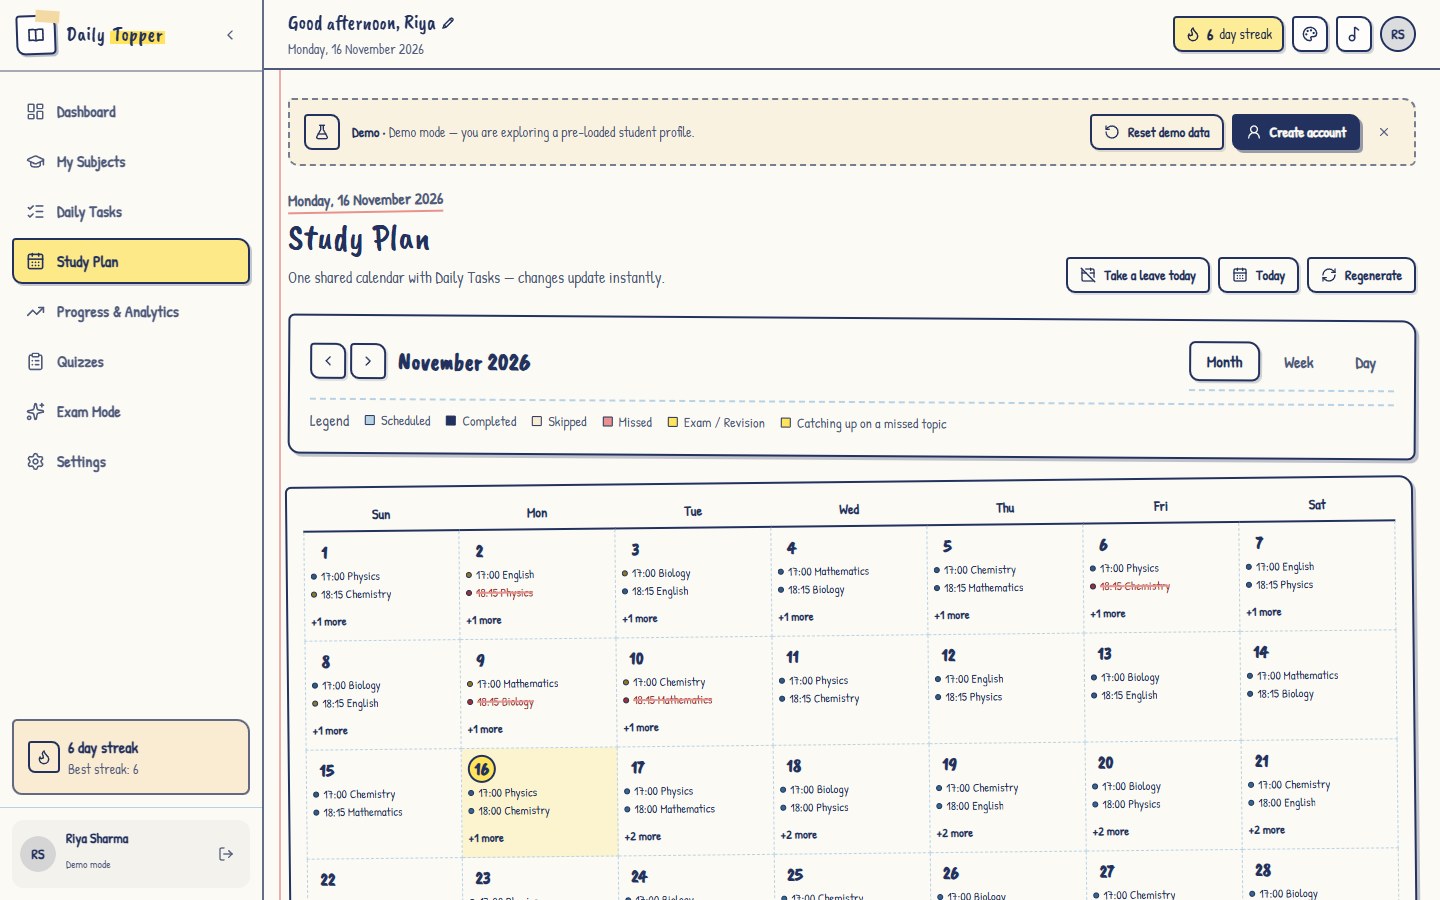 Daily Topper
Good afternoon, Riya
Monday, 16 November 2026
6 day streak
RS
Dashboard
My Subjects
Daily Tasks
Study Plan
Progress & Analytics
Quizzes
Exam Mode
Settings
6 day streak
Best streak: 6
RS
Riya Sharma
Demo mode
Demo · Demo mode — you are exploring a pre-loaded student profile.
Reset demo data
Create account
Monday, 16 November 2026
Study Plan
One shared calendar with Daily Tasks — changes update instantly.
Take a leave today
Today
Regenerate
November 2026
Month
Week
Day
Legend
Scheduled
Completed
Skipped
Missed
Exam / Revision
Catching up on a missed topic
Sun Mon Tue Wed Thu Fri Sat
1
17:00 Physics
18:15 Chemistry
+1 more
2
17:00 English
18:15 Physics
+1 more
3
17:00 Biology
18:15 English
+1 more
4
17:00 Mathematics
18:15 Biology
+1 more
5
17:00 Chemistry
18:15 Mathematics
+1 more
6
17:00 Physics
18:15 Chemistry
+1 more
7
17:00 English
18:15 Physics
+1 more
8
17:00 Biology
18:15 English
+1 more
9
17:00 Mathematics
18:15 Biology
+1 more
10
17:00 Chemistry
18:15 Mathematics
+1 more
11
17:00 Physics
18:15 Chemistry
12
17:00 English
18:15 Physics
13
17:00 Biology
18:15 English
14
17:00 Mathematics
18:15 Biology
15
17:00 Chemistry
18:15 Mathematics
16
17:00 Physics
18:00 Chemistry
+1 more
17
17:00 Physics
18:00 Mathematics
+2 more
18
17:00 Biology
18:00 Physics
+2 more
19
17:00 Chemistry
18:00 English
+2 more
20
17:00 Biology
18:00 Physics
+2 more
21
17:00 Chemistry
18:00 English
+2 more
22
23
24
17:00 Biology
25
17:00 Chemistry
26
17:00 Biology
27
17:00 Chemistry
28
17:00 Biology